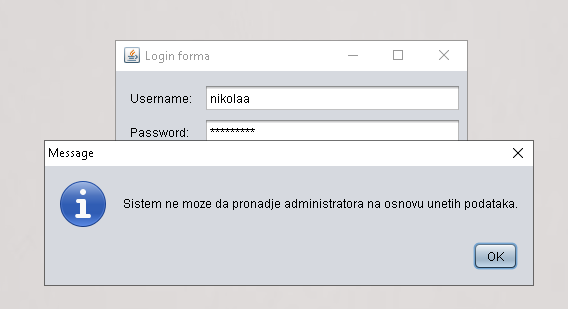 Login forma
Username: nikolaa
Password: *********
Message
Sistem ne moze da pronadje administratora na osnovu unetih podataka.
OK